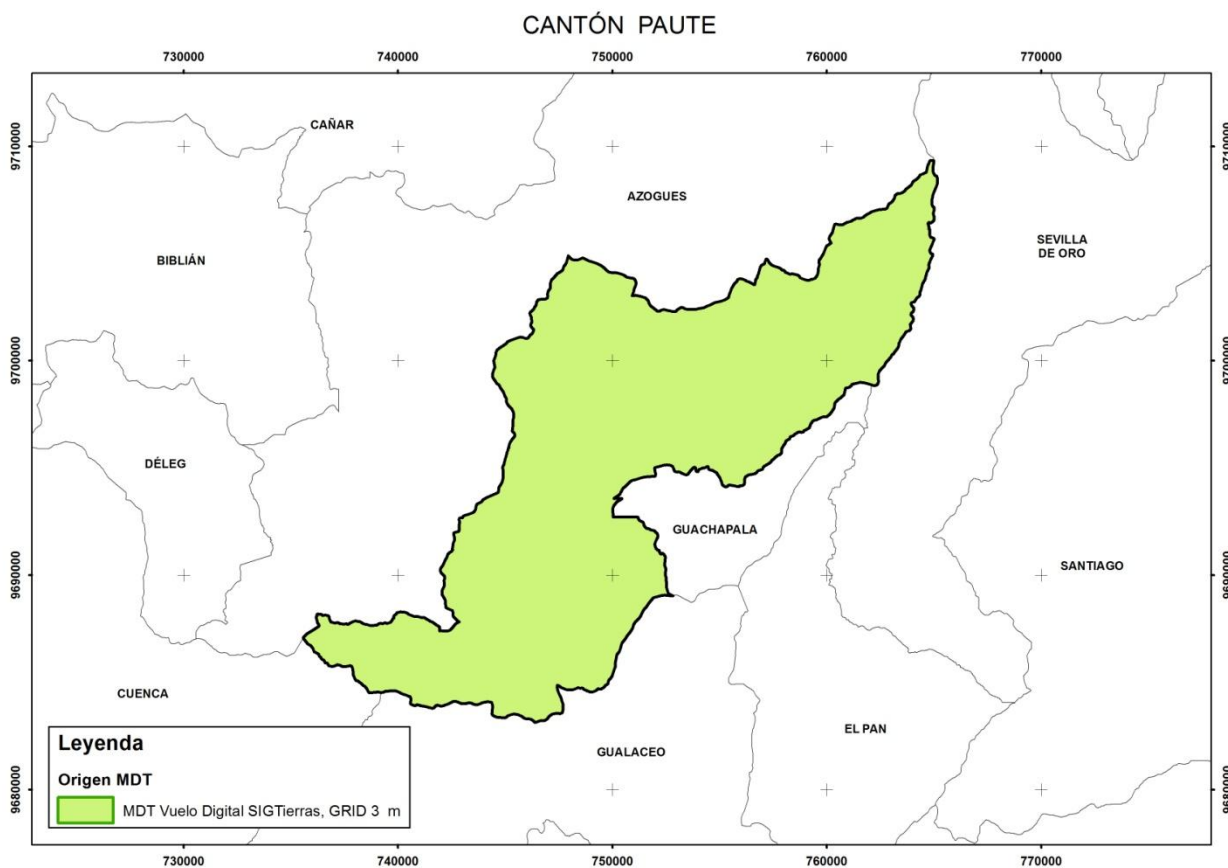 CANTÓN PAUTE
730000
740000
750000
760000
770000
9710000
9710000
CAÑAR
AZOGUES
BIBLIÁN
SEVILLA
DE ORO
9700000
9700000
DÉLEG
GUACHAPALA
9690000
9690000
SANTIAGO
CUENCA
EL PAN
GUALACEO
Leyenda
Origen MDT
MDT Vuelo Digital SIGTierras, GRID 3 m
9680000
9680000
730000
740000
750000
760000
770000